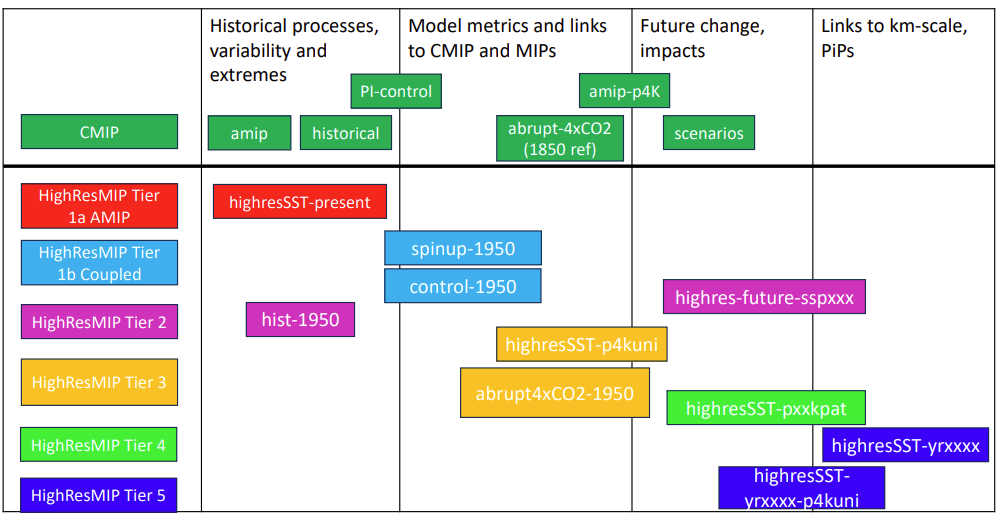 Historical processes,
variability and
extremes
Model metrics and links
to CMIP and MIPs
Future change,
impacts
Links to km-scale,
PiPs
PI-control
amip-p4K
CMIP
amip
historical
abrupt-4xCO2
(1850 ref)
scenarios
HighResMIP Tier
1a AMIP
highresSST-present
HighResMIP Tier
1b Coupled
spinup-1950
control-1950
highres-future-sspxxx
HighResMIP Tier 2
hist-1950
highresSST-p4kuni
HighResMIP Tier 3
abrupt4xCO2-1950
highresSST-pxxkpat
HighResMIP Tier 4
highresSST-yrxxxx
HighResMIP Tier 5
highresSST-
yrxxxx-p4kuni